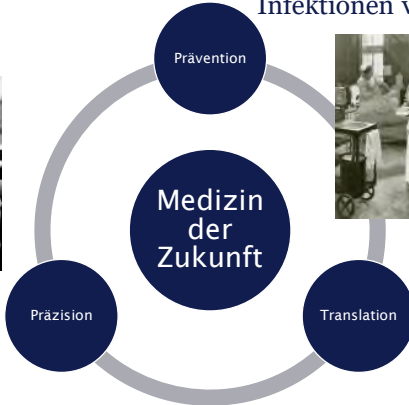 Infektionen v
Prävention
Medizin
der
Zukunft
Präzision
Translation